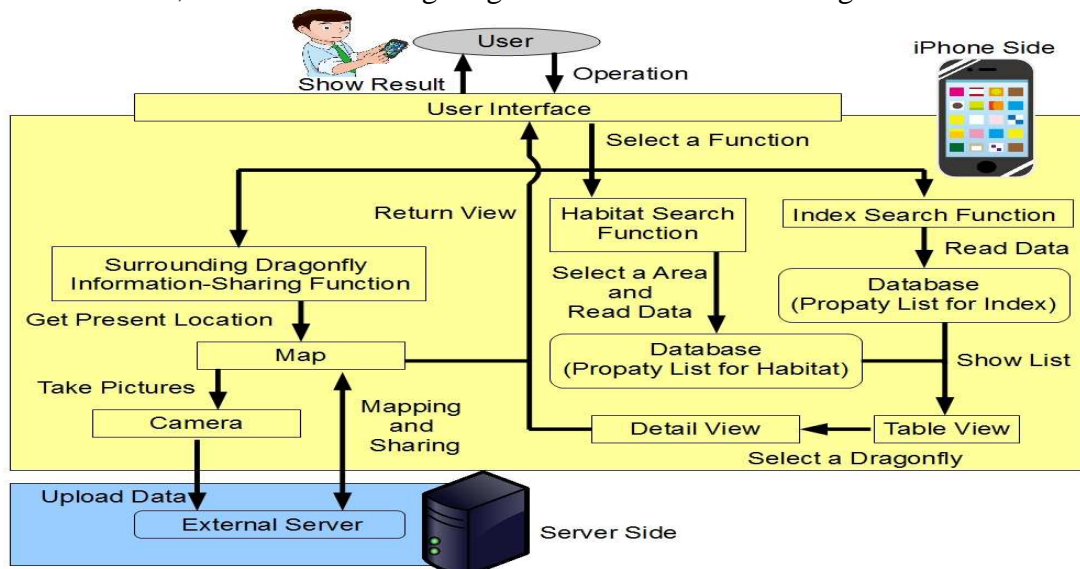 User
iPhone Side
Show Result
Operation
User Interface
Select a Function
Return View
Habitat Search
Function
Index Search Function
Read Data
Surrounding Dragonfly
Information-Sharing Function
Select a Area
and
Read Data
Database
(Propaty List for Index)
Get Present Location
Map
Database
(Propaty List for Habitat)
Show List
Take Pictures
Mapping
and
Sharing
Camera
Detail View
Table View
Select a Dragonfly
Upload Data
External Server
Server Side